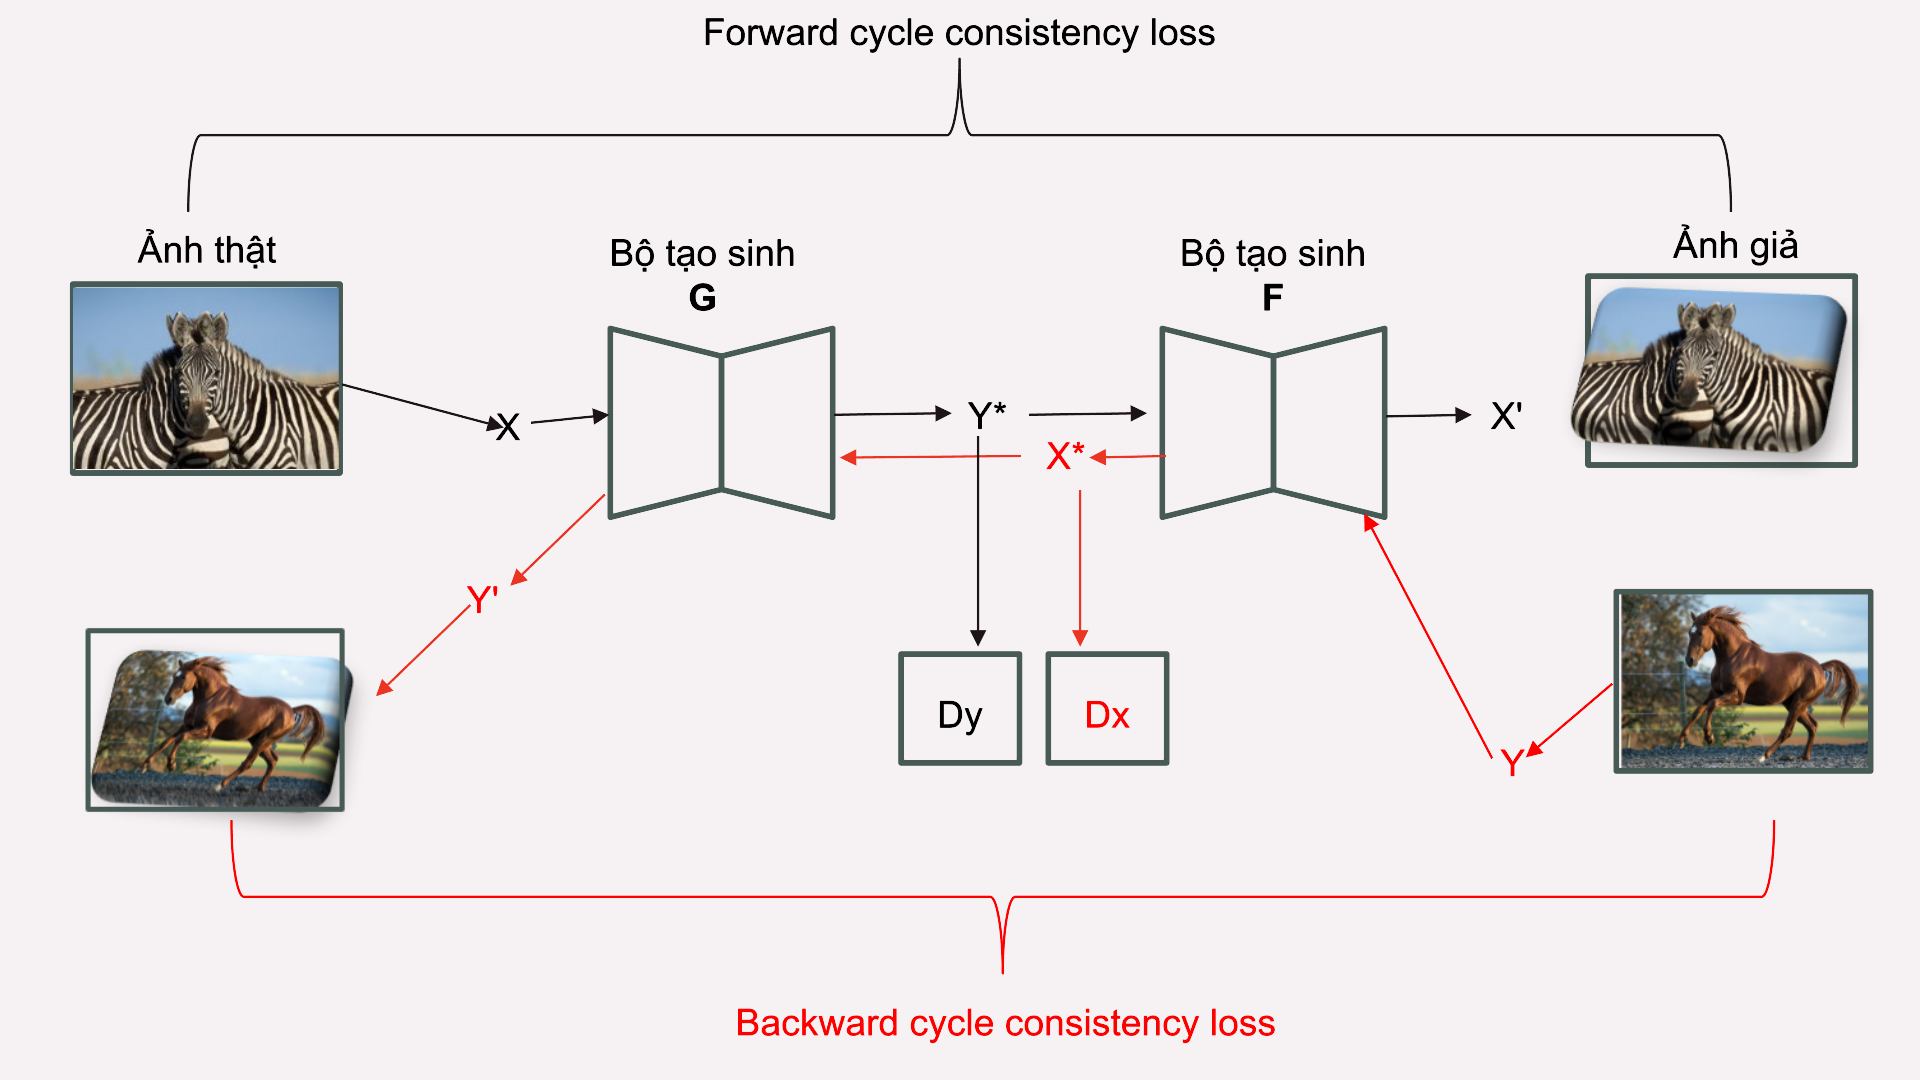 Forward cycle consistency loss
Ảnh thật
Bộ tạo sinh
G
Bộ tạo sinh
F
Ảnh giả
X
Y*
X'
X*
Y'
Dy
Dx
Y
Backward cycle consistency loss